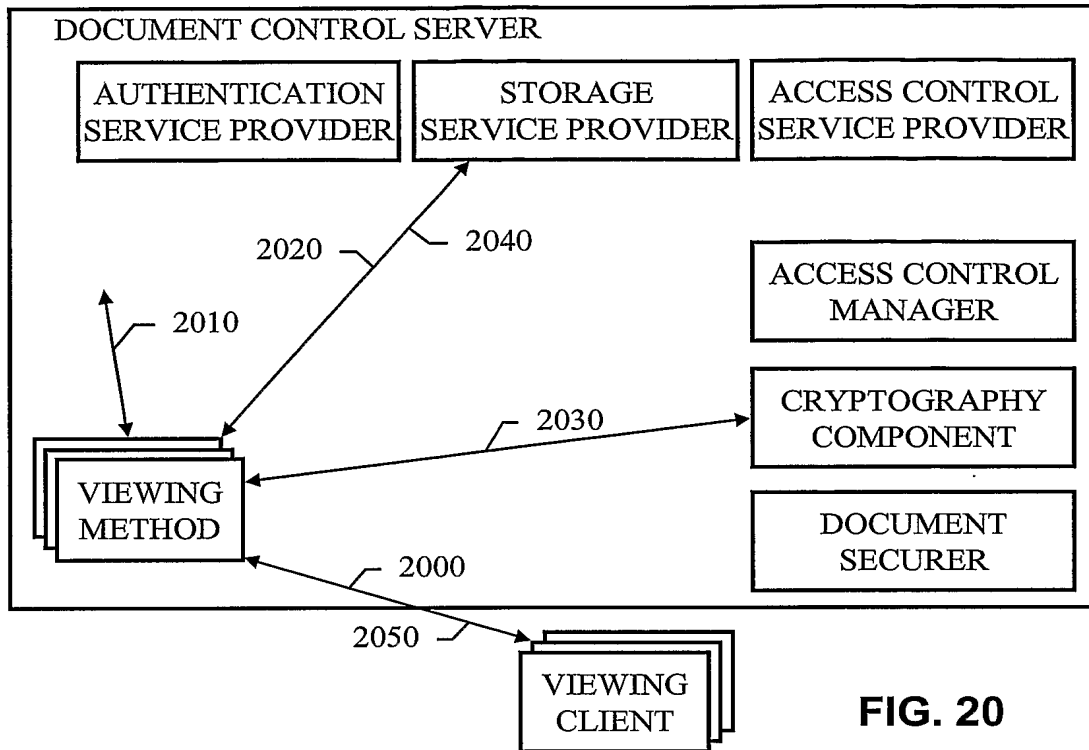 DOCUMENT CONTROL SERVER
AUTHENTICATION
SERVICE PROVIDER
STORAGE
SERVICE PROVIDER
ACCESS CONTROL
SERVICE PROVIDER
2020
2040
ACCESS CONTROL
MANAGER
2010
2030
CRYPTOGRAPHY
COMPONENT
VIEWING
METHOD
DOCUMENT
SECURER
2000
2050
VIEWING
CLIENT
FIG. 20